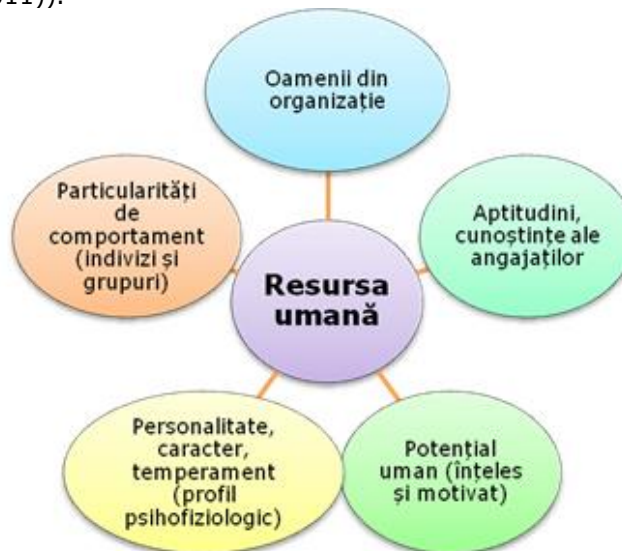 Oamenii din
organizație
Particularități
de
comportament
(indivizi și
grupuri)
Aptitudini,
cunoștințe ale
angajaților
Resursa
umană
Personalitate,
caracter,
temperament
(profil
psihofiziologic)
Potențial
uman (înțeles
și motivat)